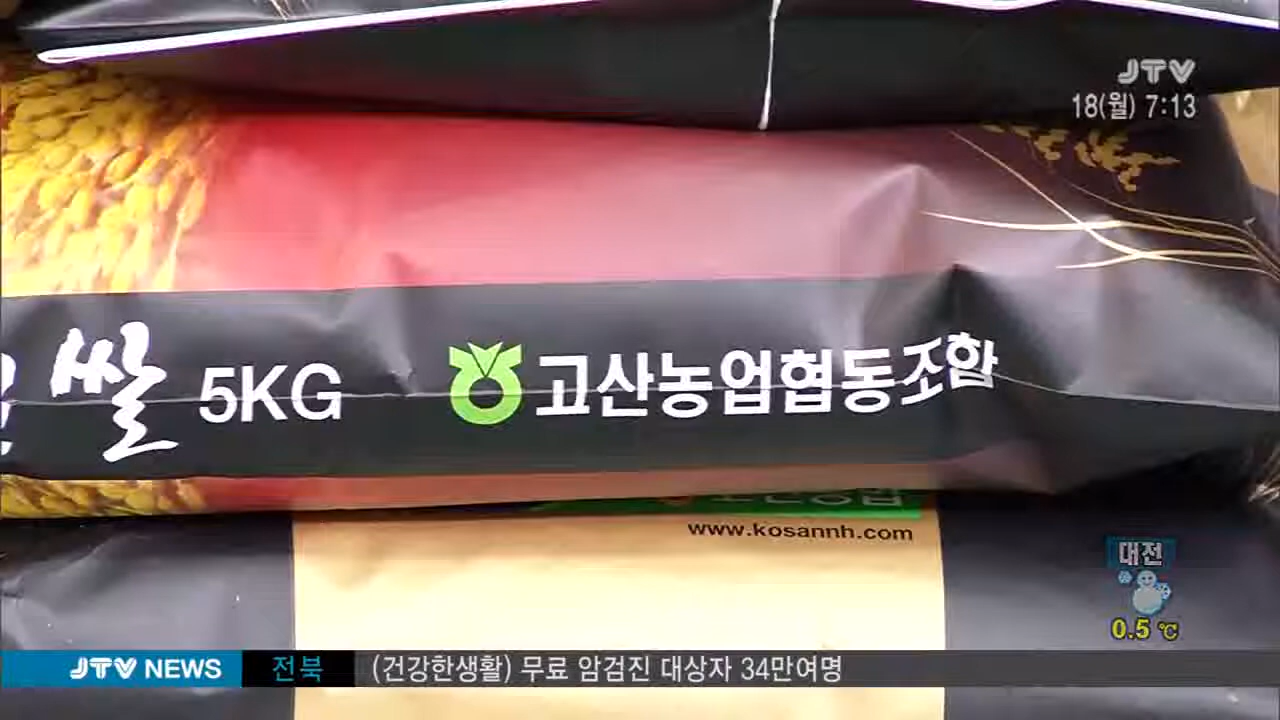 JTV
18(월) 7:13
쌀 5KG 고산농업협동조합
www.kosannh.com
대전
0.5 ℃
JTV NEWS 전북 (건강한생활) 무료 암검진 대상자 34만여명